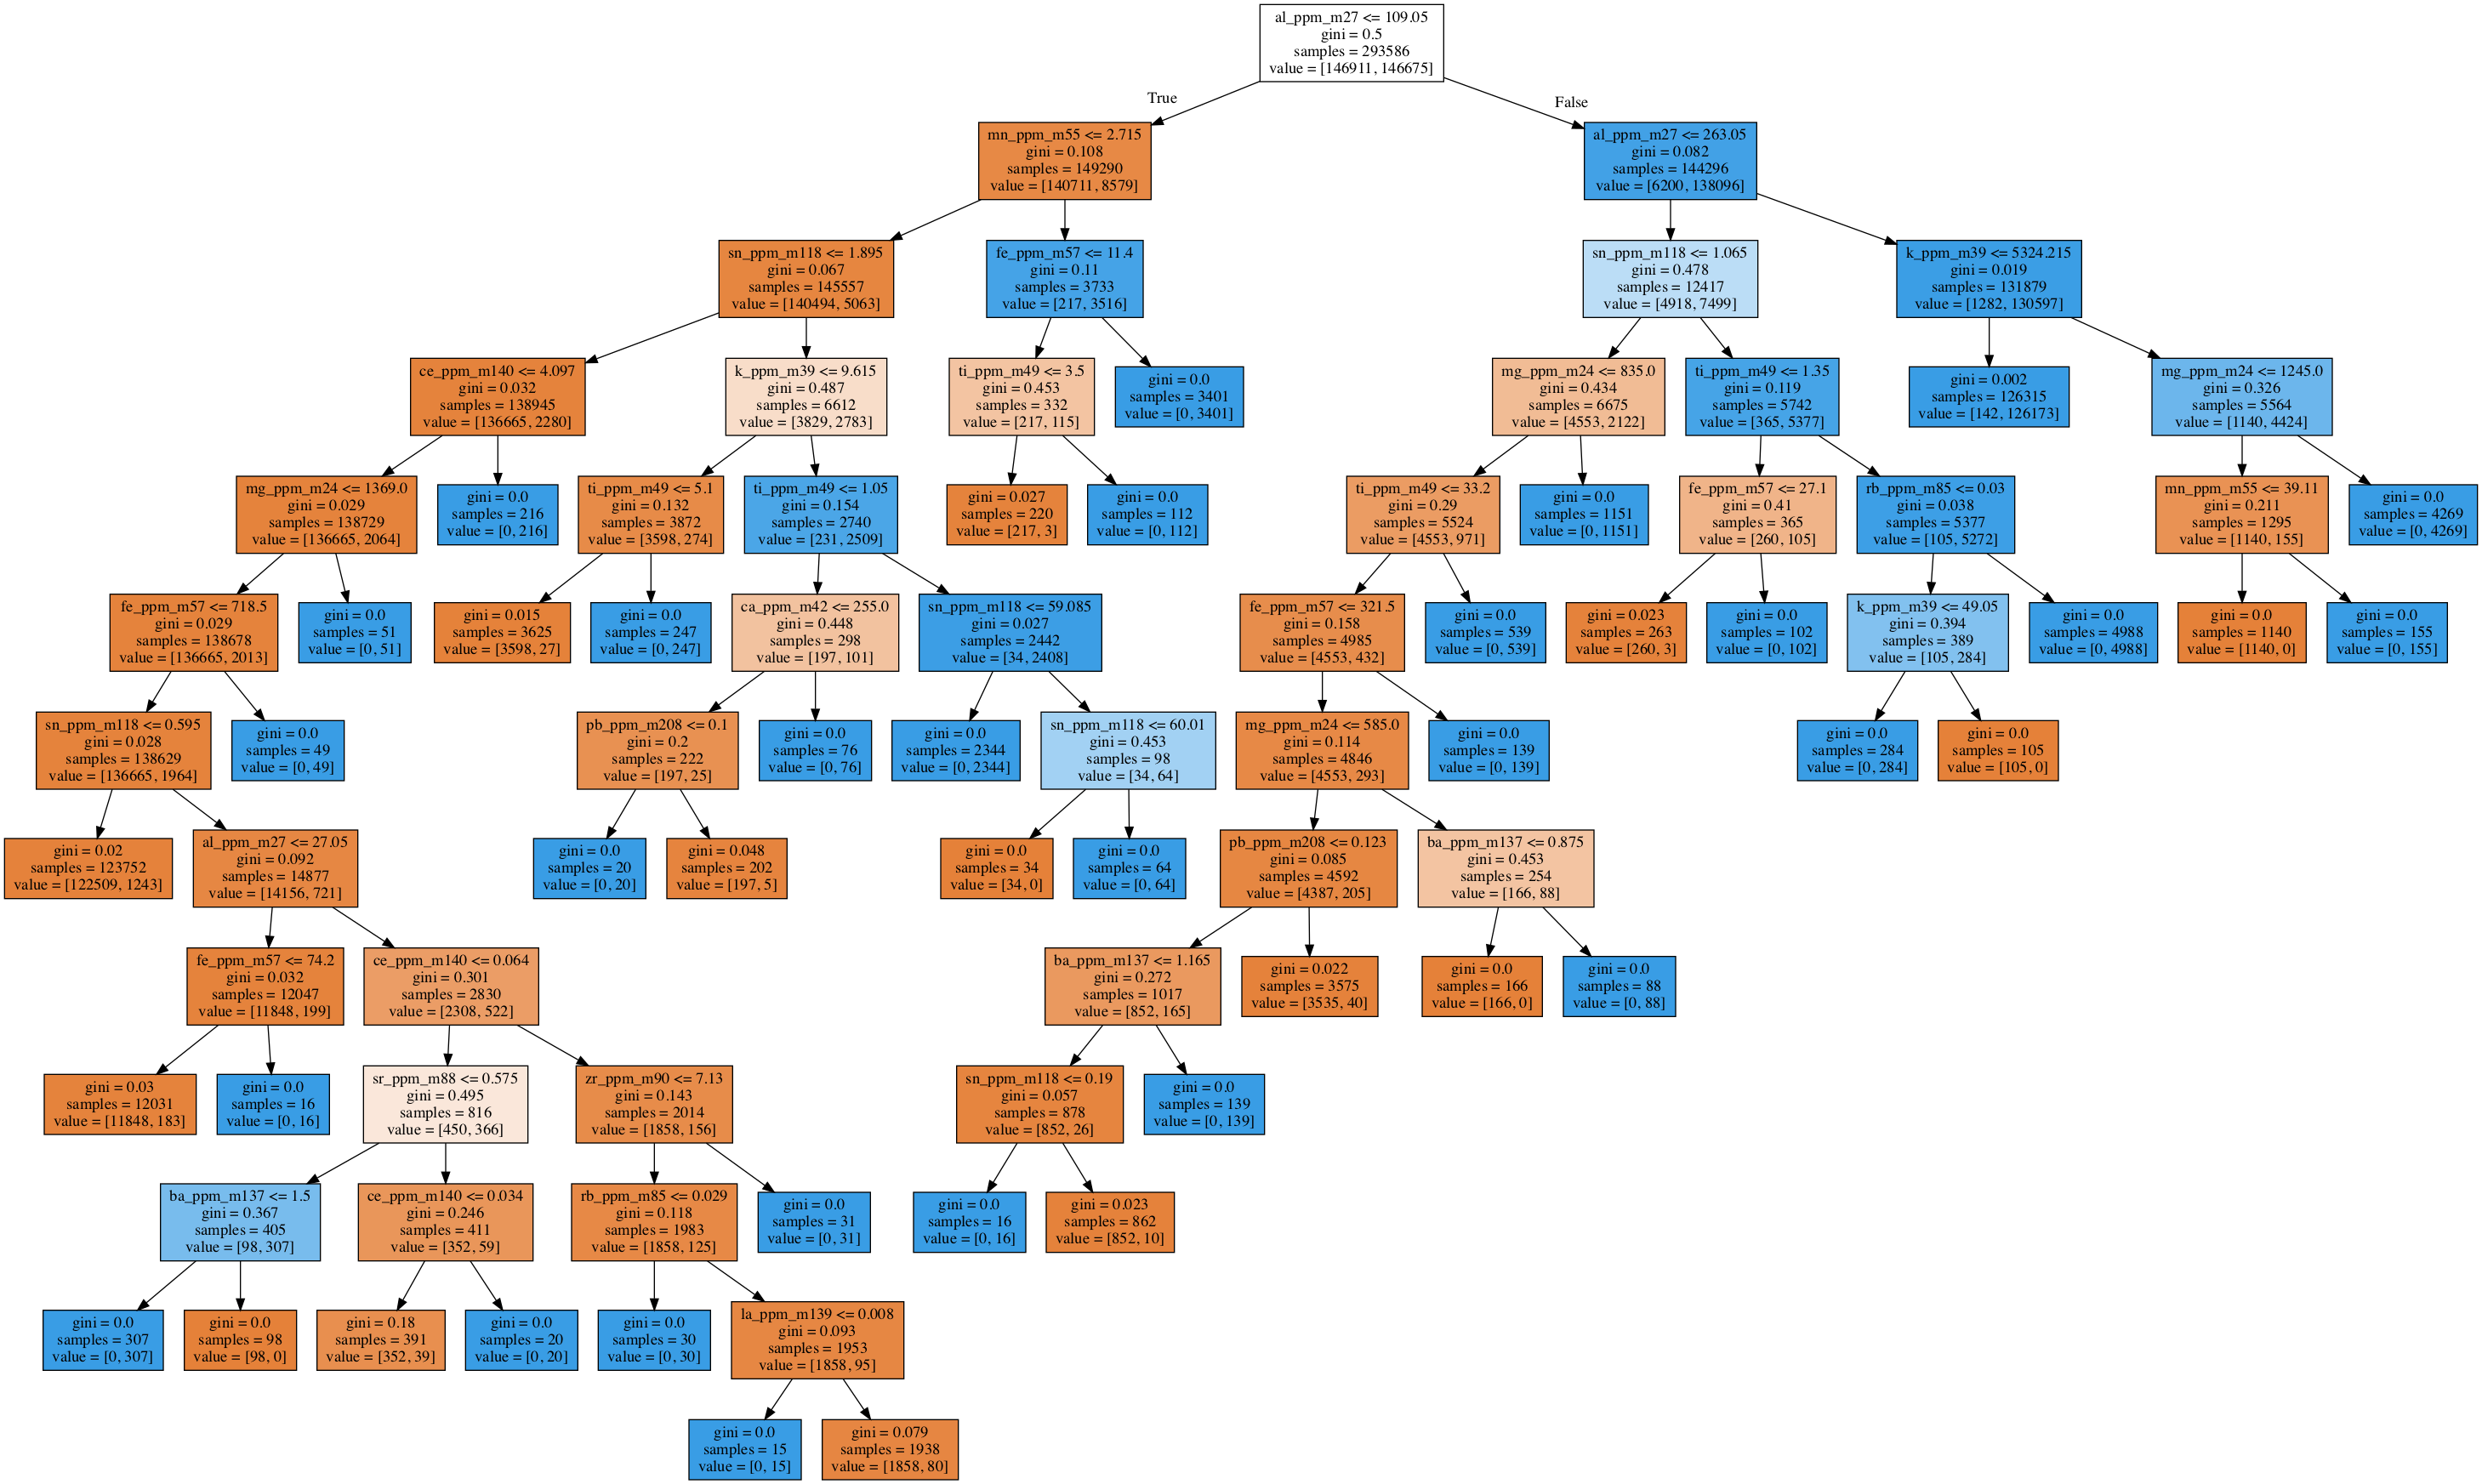 al_ppm_m27 <= 109.05
gini = 0.5
samples = 293586
value = [146911, 146675]
True
False
mn_ppm_m55 <= 2.715
gini = 0.108
samples = 149290
value = [140711, 8579]
al_ppm_m27 <= 263.05
gini = 0.082
samples = 144296
value = [6200, 138096]
sn_ppm_m118 <= 1.895
gini = 0.067
samples = 145557
value = [140494, 5063]
fe_ppm_m57 <= 11.4
gini = 0.11
samples = 3733
value = [217, 3516]
sn_ppm_m118 <= 1.065
gini = 0.478
samples = 12417
value = [4918, 7499]
k_ppm_m39 <= 5324.215
gini = 0.019
samples = 131879
value = [1282, 130597]
ce_ppm_m140 <= 4.097
gini = 0.032
samples = 138945
value = [136665, 2280]
k_ppm_m39 <= 9.615
gini = 0.487
samples = 6612
value = [3829, 2783]
ti_ppm_m49 <= 3.5
gini = 0.453
samples = 332
value = [217, 115]
gini = 0.0
samples = 3401
value = [0, 3401]
mg_ppm_m24 <= 835.0
gini = 0.434
samples = 6675
value = [4553, 2122]
ti_ppm_m49 <= 1.35
gini = 0.119
samples = 5742
value = [365, 5377]
gini = 0.002
samples = 126315
value = [142, 126173]
mg_ppm_m24 <= 1245.0
gini = 0.326
samples = 5564
value = [1140, 4424]
mg_ppm_m24 <= 1369.0
gini = 0.029
samples = 138729
value = [136665, 2064]
gini = 0.0
samples = 216
value = [0, 216]
ti_ppm_m49 <= 5.1
gini = 0.132
samples = 3872
value = [3598, 274]
ti_ppm_m49 <= 1.05
gini = 0.154
samples = 2740
value = [231, 2509]
gini = 0.027
samples = 220
value = [217, 3]
gini = 0.0
samples = 112
value = [0, 112]
ti_ppm_m49 <= 33.2
gini = 0.29
samples = 5524
value = [4553, 971]
gini = 0.0
samples = 1151
value = [0, 1151]
fe_ppm_m57 <= 27.1
gini = 0.41
samples = 365
value = [260, 105]
rb_ppm_m85 <= 0.03
gini = 0.038
samples = 5377
value = [105, 5272]
mn_ppm_m55 <= 39.11
gini = 0.211
samples = 1295
value = [1140, 155]
gini = 0.0
samples = 4269
value = [0, 4269]
fe_ppm_m57 <= 718.5
gini = 0.029
samples = 138678
value = [136665, 2013]
gini = 0.0
samples = 51
value = [0, 51]
gini = 0.015
samples = 3625
value = [3598, 27]
gini = 0.0
samples = 247
value = [0, 247]
ca_ppm_m42 <= 255.0
gini = 0.448
samples = 298
value = [197, 101]
sn_ppm_m118 <= 59.085
gini = 0.027
samples = 2442
value = [34, 2408]
fe_ppm_m57 <= 321.5
gini = 0.158
samples = 4985
value = [4553, 432]
gini = 0.0
samples = 539
value = [0, 539]
gini = 0.023
samples = 263
value = [260, 3]
gini = 0.0
samples = 102
value = [0, 102]
k_ppm_m39 <= 49.05
gini = 0.394
samples = 389
value = [105, 284]
gini = 0.0
samples = 4988
value = [0, 4988]
gini = 0.0
samples = 1140
value = [1140, 0]
gini = 0.0
samples = 155
value = [0, 155]
sn_ppm_m118 <= 0.595
gini = 0.028
samples = 138629
value = [136665, 1964]
gini = 0.0
samples = 49
value = [0, 49]
pb_ppm_m208 <= 0.1
gini = 0.2
samples = 222
value = [197, 25]
gini = 0.0
samples = 76
value = [0, 76]
gini = 0.0
samples = 2344
value = [0, 2344]
sn_ppm_m118 <= 60.01
gini = 0.453
samples = 98
value = [34, 64]
mg_ppm_m24 <= 585.0
gini = 0.114
samples = 4846
value = [4553, 293]
gini = 0.0
samples = 139
value = [0, 139]
gini = 0.0
samples = 284
value = [0, 284]
gini = 0.0
samples = 105
value = [105, 0]
gini = 0.02
samples = 123752
value = [122509, 1243]
al_ppm_m27 <= 27.05
gini = 0.092
samples = 14877
value = [14156, 721]
gini = 0.0
samples = 20
value = [0, 20]
gini = 0.048
samples = 202
value = [197, 5]
gini = 0.0
samples = 34
value = [34, 0]
gini = 0.0
samples = 64
value = [0, 64]
pb_ppm_m208 <= 0.123
gini = 0.085
samples = 4592
value = [4387, 205]
ba_ppm_m137 <= 0.875
gini = 0.453
samples = 254
value = [166, 88]
fe_ppm_m57 <= 74.2
gini = 0.032
samples = 12047
value = [11848, 199]
ce_ppm_m140 <= 0.064
gini = 0.301
samples = 2830
value = [2308, 522]
ba_ppm_m137 <= 1.165
gini = 0.272
samples = 1017
value = [852, 165]
gini = 0.022
samples = 3575
value = [3535, 40]
gini = 0.0
samples = 166
value = [166, 0]
gini = 0.0
samples = 88
value = [0, 88]
gini = 0.03
samples = 12031
value = [11848, 183]
gini = 0.0
samples = 16
value = [0, 16]
sr_ppm_m88 <= 0.575
gini = 0.495
samples = 816
value = [450, 366]
zr_ppm_m90 <= 7.13
gini = 0.143
samples = 2014
value = [1858, 156]
sn_ppm_m118 <= 0.19
gini = 0.057
samples = 878
value = [852, 26]
gini = 0.0
samples = 139
value = [0, 139]
ba_ppm_m137 <= 1.5
gini = 0.367
samples = 405
value = [98, 307]
ce_ppm_m140 <= 0.034
gini = 0.246
samples = 411
value = [352, 59]
rb_ppm_m85 <= 0.029
gini = 0.118
samples = 1983
value = [1858, 125]
gini = 0.0
samples = 31
value = [0, 31]
gini = 0.0
samples = 16
value = [0, 16]
gini = 0.023
samples = 862
value = [852, 10]
gini = 0.0
samples = 307
value = [0, 307]
gini = 0.0
samples = 98
value = [98, 0]
gini = 0.18
samples = 391
value = [352, 39]
gini = 0.0
samples = 20
value = [0, 20]
gini = 0.0
samples = 30
value = [0, 30]
la_ppm_m139 <= 0.008
gini = 0.093
samples = 1953
value = [1858, 95]
gini = 0.0
samples = 15
value = [0, 15]
gini = 0.079
samples = 1938
value = [1858, 80]